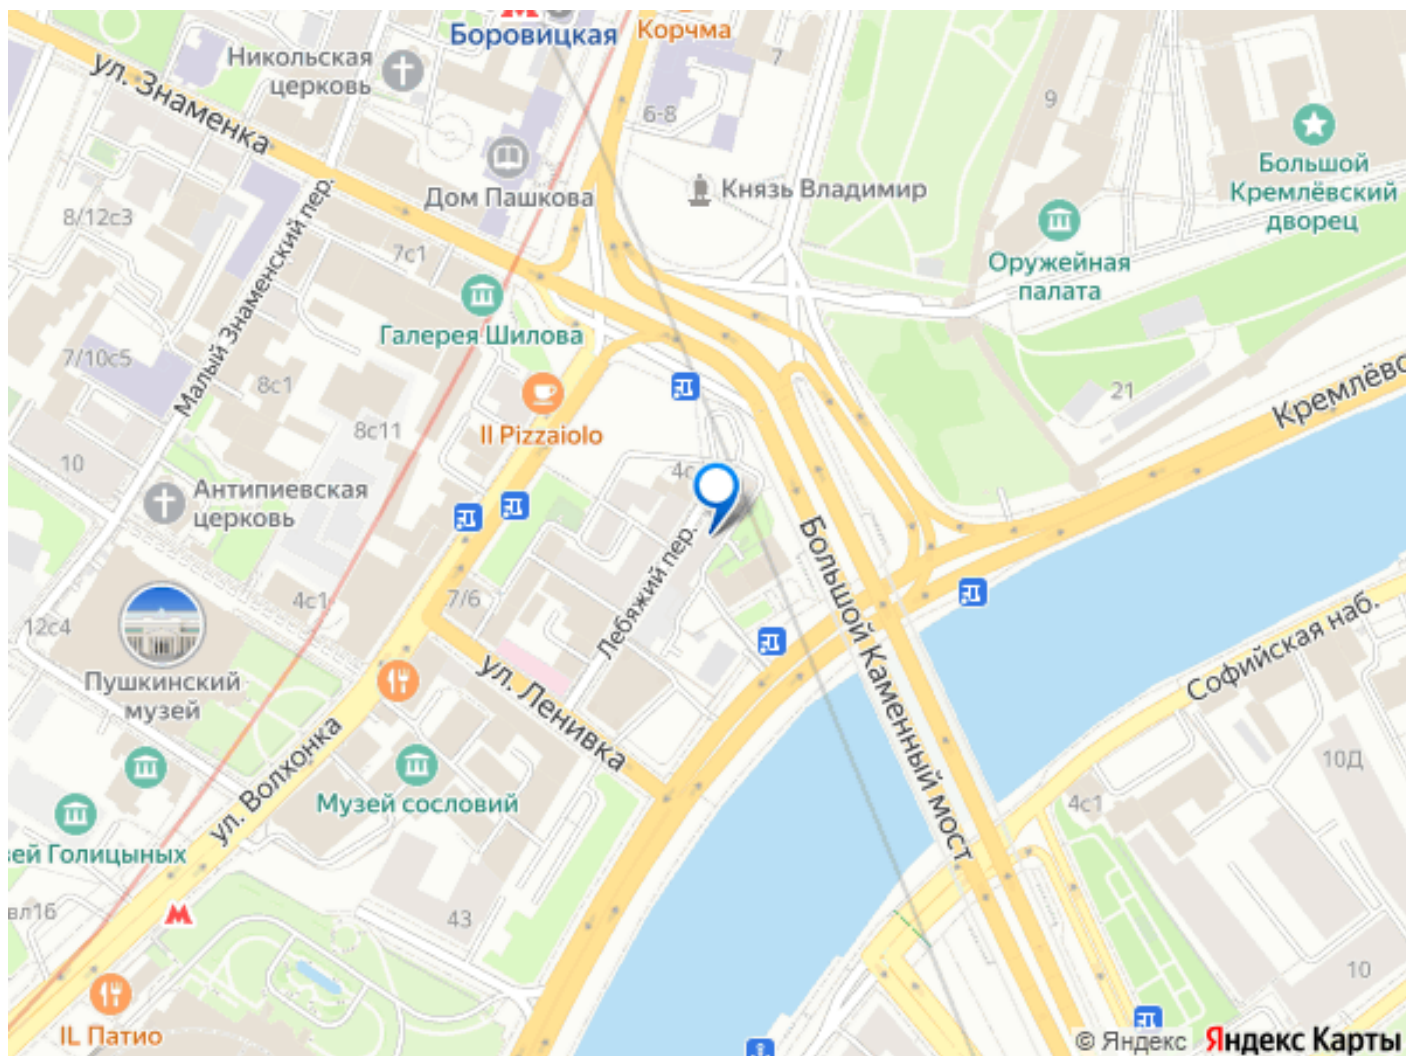 Боровицкая
Корчма
7
Никольская
церковь
ул. Знаменка
6-8
9
Дом Пашкова
Князь Владимир
Большой
Кремлёвский
дворец
8/12с3
7с1
Оружейная
палата
Малый Знаменский пер.
Галерея Шилова
7/10с5
8с1
21
Кремлёвс
8с11
Il Pizzaiolo
10
4с
Антипиевская
церковь
Лебяжий пер.
Большой Каменный мост
4с1
7/6
12с4
Софийская наб.
Пушкинский
музей
ул. Ленивка
ул. Волхонка
10Д
Музей сословий
4с1
зей Голицыных
вл16
43
10
IL Патио
© Яндекс Яндекс Карты